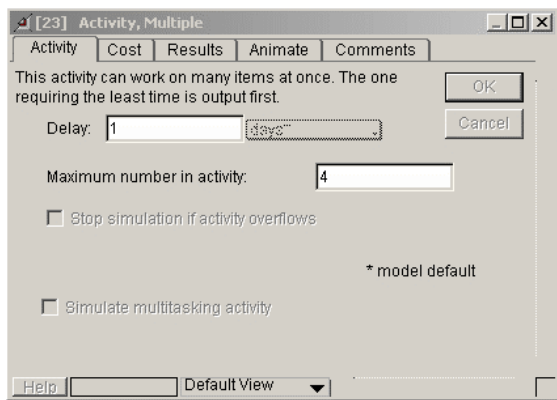 [23] Activity, Multiple
Activity
Cost
Results
Animate
Comments
This activity can work on many items at once. The one
requiring the least time is output first.
OK
Cancel
Delay: 1 days*
Maximum number in activity: 4
Stop simulation if activity overflows
* model default
Simulate multitasking activity
Help
Default View